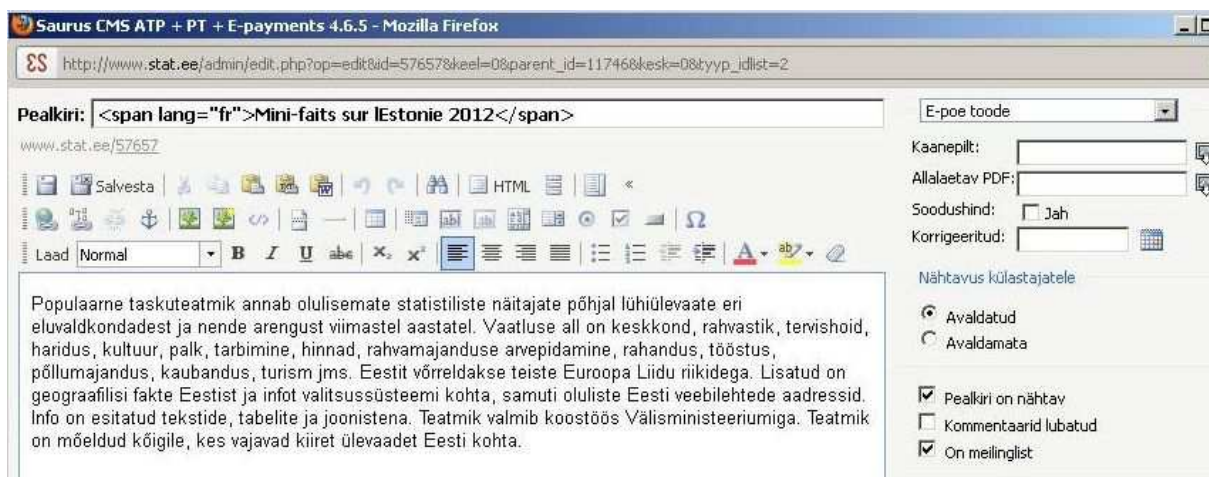 Saurus CMS ATP + PT + E-payments 4.6.5 - Mozilla Firefox
http://www.stat.ee/admin/edit.php?op=edit&id=57657&keel=0&parent_id=11746&kesk=0&tyyp_idlist=2
Pealkiri: <span lang="fr">Mini-faits sur lEstonie 2012</span>
www.stat.ee/57657
Salvesta HTML «
Laad Normal B I U abc X₂ x² A ab
Populaarne taskuteatmik annab olulisemate statistiliste näitajate põhjal lühiülevaate eri
eluvaldkondadest ja nende arengust viimastel aastatel. Vaatluse all on keskkond, rahvastik, tervishoid,
haridus, kultuur, palk, tarbimine, hinnad, rahvamajanduse arvepidamine, rahandus, tööstus,
põllumajandus, kaubandus, turism jms. Eestit võrreldakse teiste Euroopa Liidu riikidega. Lisatud on
geograafilisi fakte Eestist ja infot valitsussüsteemi kohta, samuti oluliste Eesti veebilehtede aadressid.
Info on esitatud tekstide, tabelite ja joonistena. Teatmik valmib koostöös Välisministeeriumiga. Teatmik
on mõeldud kõigile, kes vajavad kiiret ülevaadet Eesti kohta.
E-poe toode
Kaanepilt:
Allalaetav PDF:
Soodushind: Jah
Korrigeeritud:
Nähtavus külastajatele
Avaldatud
Avaldamata
Pealkiri on nähtav
Kommentaarid lubatud
On meilinglist